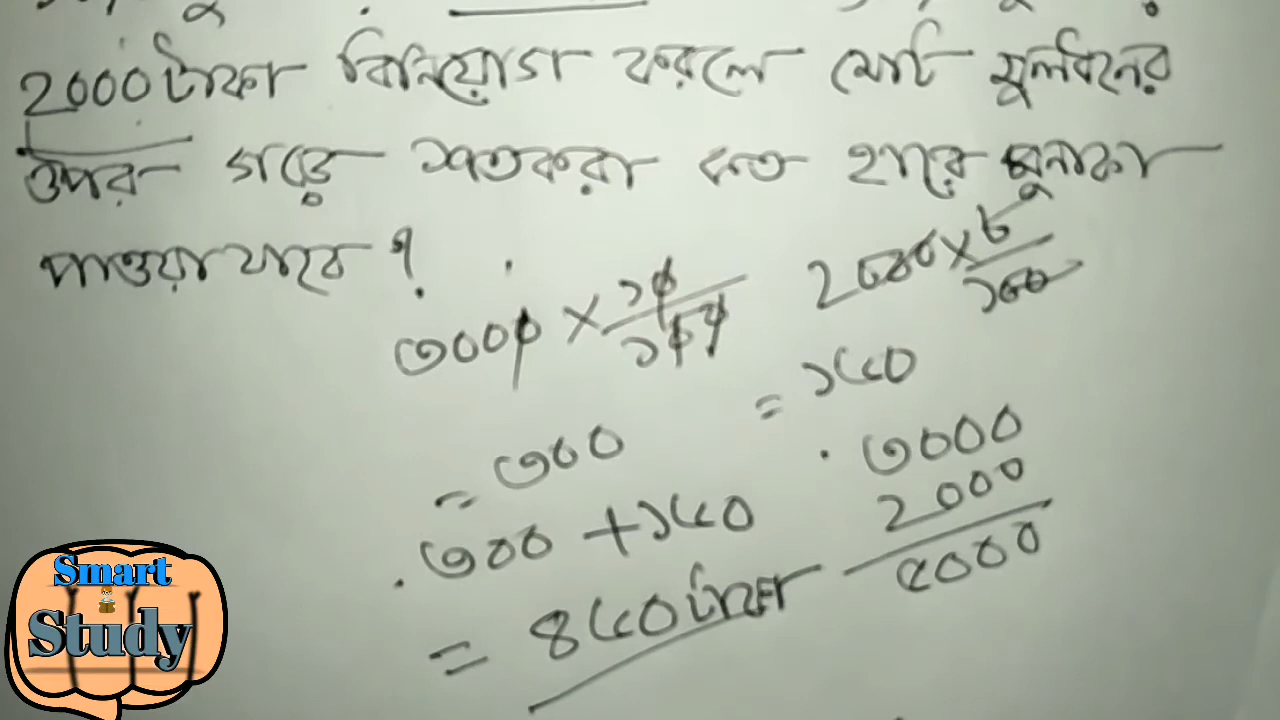 2000 টাকা বিনিয়োগ করলে মোট মূলধনের
উপর গড়ে শতকরা কত হারে মুনাফা
পাওয়া যাবে ?
৩০০০ × ১০/১০০
= ৩০০
২০০০ × ৮/১০০
= ১৬০
৩০০ + ১৬০
= ৪৬০ টাকা
৩০০০
২০০০
৫০০০
Smart
Study